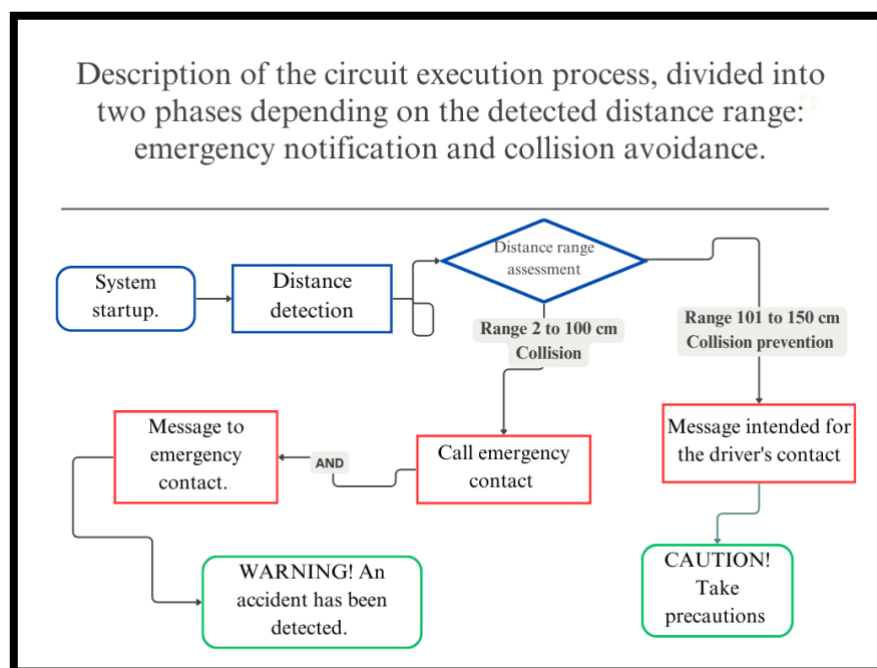 Description of the circuit execution process, divided into
two phases depending on the detected distance range:
emergency notification and collision avoidance.
System
startup.
Distance
detection
Distance range
assessment
Range 2 to 100 cm
Collision
Range 101 to 150 cm
Collision prevention
Message to
emergency
contact.
AND
Call emergency
contact
Message intended for
the driver's contact
WARNING! An
accident has been
detected.
CAUTION!
Take
precautions